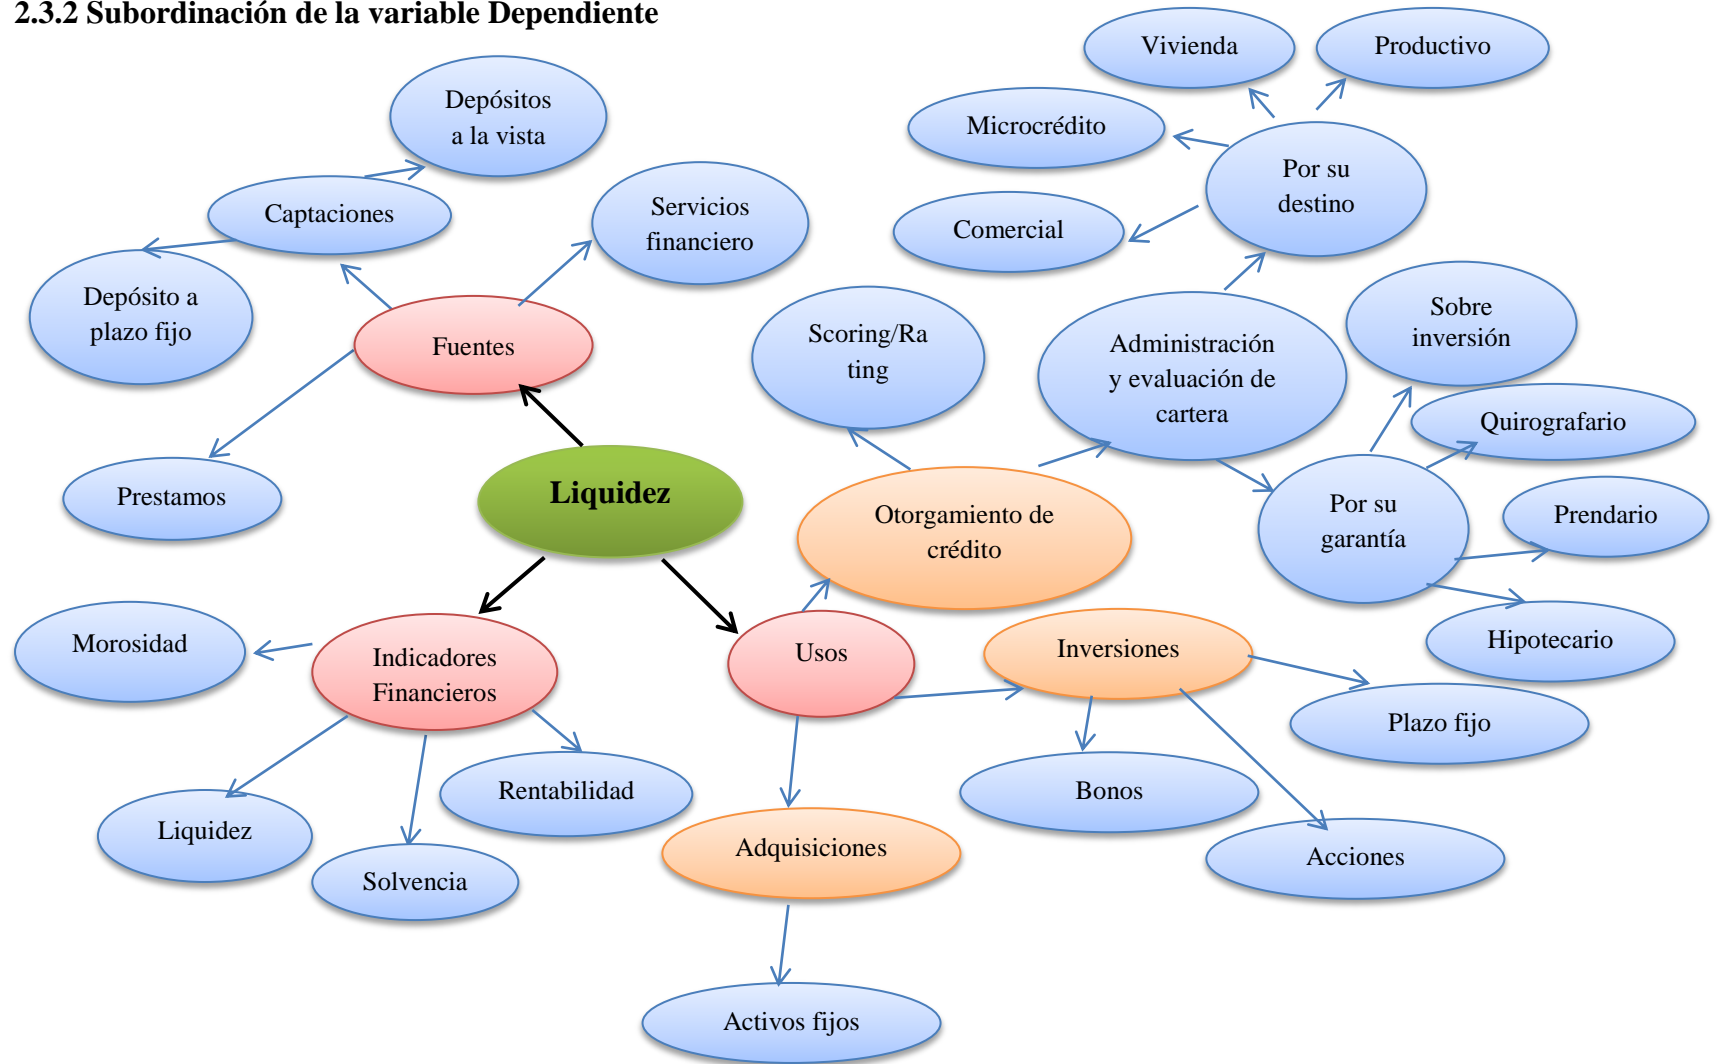 2.3.2 Subordinación de la variable Dependiente
Vivienda
Productivo
Depósitos
a la vista
Microcrédito
Por su
destino
Captaciones
Servicios
financiero
Comercial
Depósito a
plazo fijo
Fuentes
Scoring/Ra
ting
Administración
y evaluación de
cartera
Sobre
inversión
Quirografario
Prestamos
Liquidez
Otorgamiento de
crédito
Por su
garantía
Prendario
Morosidad
Indicadores
Financieros
Usos
Inversiones
Hipotecario
Plazo fijo
Rentabilidad
Bonos
Liquidez
Solvencia
Adquisiciones
Acciones
Activos fijos